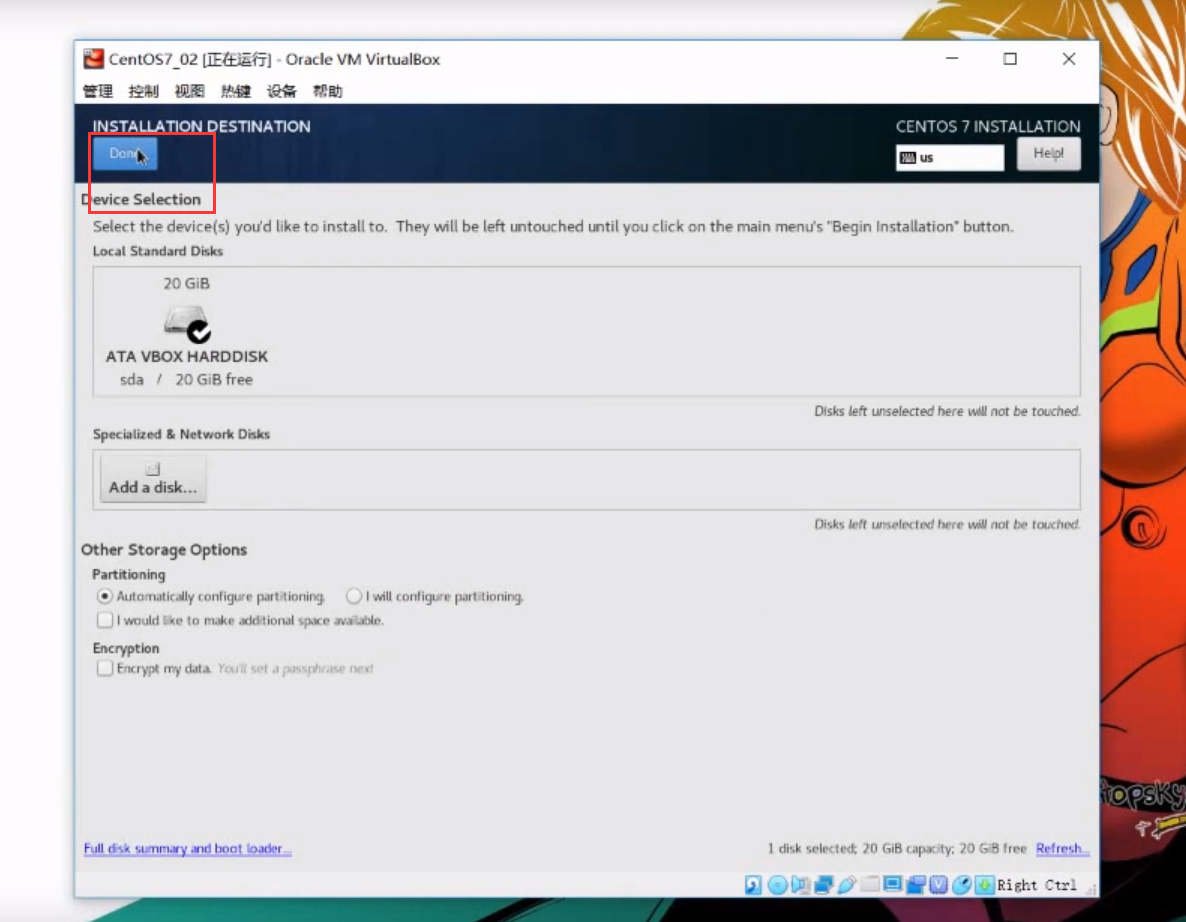 CentOS7_02 [正在运行] - Oracle VM VirtualBox
管理 控制 视图 热键 设备 帮助
INSTALLATION DESTINATION
CENTOS 7 INSTALLATION
Done
us
Help!
Device Selection
Select the device(s) you'd like to install to. They will be left untouched until you click on the main menu's "Begin Installation" button.
Local Standard Disks
20 GiB
ATA VBOX HARDDISK
sda / 20 GiB free
Disks left unselected here will not be touched.
Specialized & Network Disks
Add a disk...
Disks left unselected here will not be touched.
Other Storage Options
Partitioning
Automatically configure partitioning. I will configure partitioning.
I would like to make additional space available.
Encryption
Encrypt my data. You'll set a passphrase next
topsky
Full disk summary and boot loader...
1 disk selected; 20 GiB capacity; 20 GiB free Refresh...
Right Ctrl